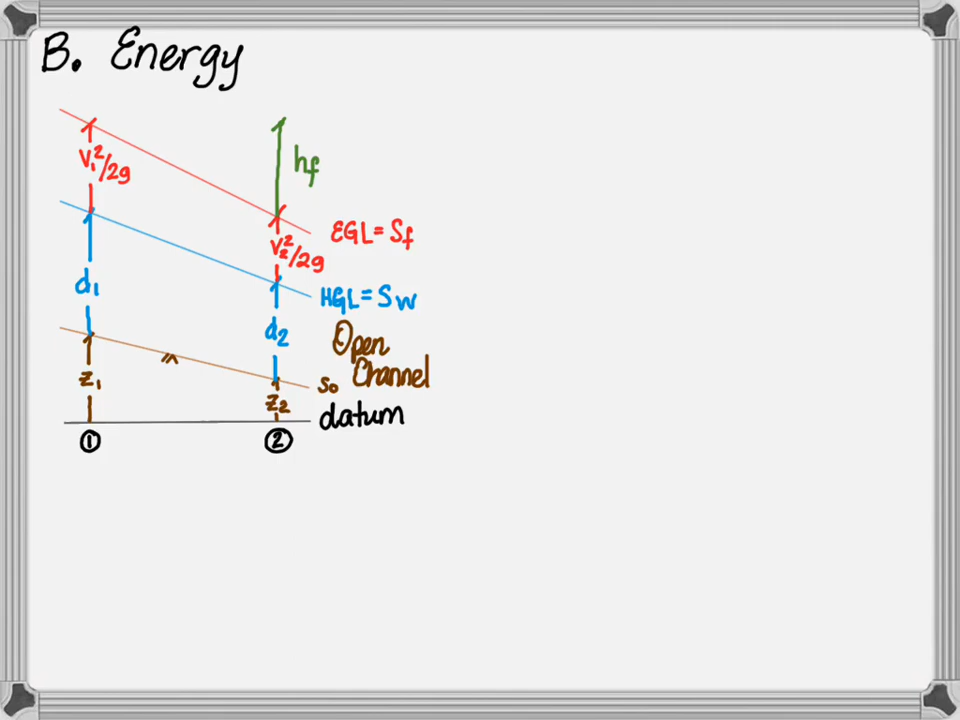 B. Energy
V₁²/2g
hf
EGL = Sf
V₂²/2g
d₁
HGL = Sw
d₂
Open
Channel
Z₁
So
Z₂
datum
① ②